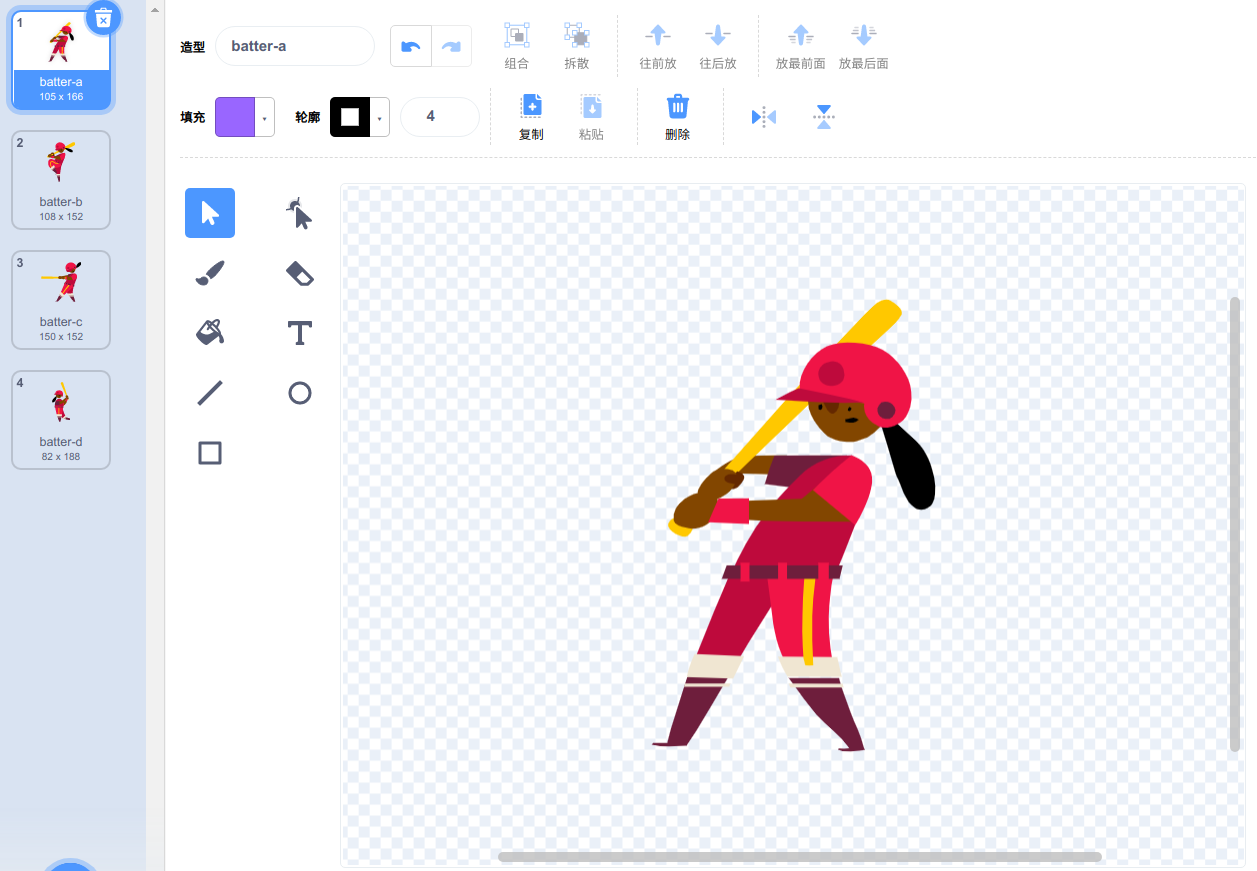 1
batter-a
105 x 166
2
batter-b
108 x 152
3
batter-c
150 x 152
4
batter-d
82 x 188
造型
batter-a
组合
拆散
往前放
往后放
放最前面
放最后面
填充
轮廓
4
复制
粘贴
删除
T